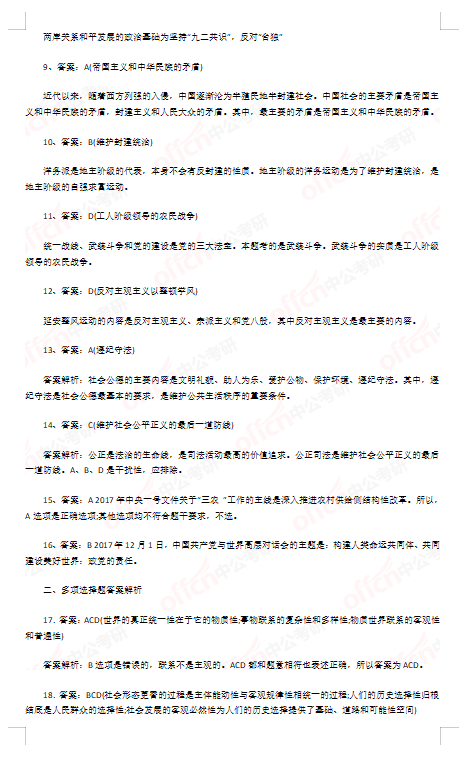 两岸关系和平发展的政治基础为坚持"九二共识"，反对"台独"
9、答案：A(帝国主义和中华民族的矛盾)
近代以来，随着西方列强的入侵，中国逐渐沦为半殖民地半封建社会。中国社会的主要矛盾是帝国主
义和中华民族的矛盾，封建主义和人民大众的矛盾。其中，最主要的矛盾是帝国主义和中华民族的矛盾。
10、答案：B(维护封建统治)
洋务派是地主阶级的代表，本身不会有反封建的性质。地主阶级的洋务运动是为了维护封建统治，是
地主阶级的自强求富运动。
11、答案：D(工人阶级领导的农民战争)
统一战线、武装斗争和党的建设是党的三大法宝。本题考的是武装斗争。武装斗争的实质是工人阶级
领导的农民战争。
12、答案：D(反对主观主义以整顿学风)
延安整风运动的内容是反对主观主义、宗派主义和党八股，其中反对主观主义是最主要的内容。
13、答案：A(遵纪守法)
答案解析：社会公德的主要内容是文明礼貌、助人为乐、爱护公物、保护环境、遵纪守法。其中，遵
纪守法是社会公德最基本的要求，是维护公共生活秩序的重要条件。
14、答案：C(维护社会公平正义的最后一道防线)
答案解析：公正是法治的生命线，是司法活动最高的价值追求。公正司法是维护社会公平正义的最后
一道防线。A、B、D 是干扰性，应排除。
15、答案：A 2017 年中央一号文件关于"三农 "工作的主线是深入推进农村供给侧结构性改革。所以，
A 选项是正确选项;其他选项均不符合题干要求，不选。
16、答案：B 2017 年 12 月 1 日，中国共产党与世界高层对话会的主题是：构建人类命运共同体、共同
建设美好世界：政党的责任。
二、多项选择题答案解析
17. 答案：ACD(世界的真正统一性在于它的物质性;事物联系的复杂性和多样性;物质世界联系的客观性
和普遍性)
答案解析：B 选项是错误的，联系不是主观的。ACD 都和题意相符也表述正确，所以答案为 ACD。
18. 答案：BCD(社会形态更替的过程是主体能动性与客观规律性相统一的过程;人们的历史选择性归根
结底是人民群众的选择性;社会发展的客观必然性为人们的历史选择提供了基础、道路和可能性空间)
offcn中公考研